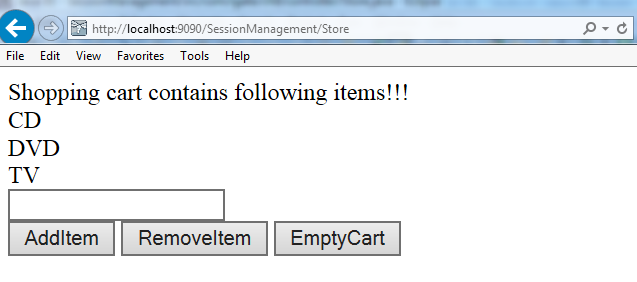 http://localhost:9090/SessionManagement/Store
File Edit View Favorites Tools Help
Shopping cart contains following items!!!
CD
DVD
TV
AddItem RemoveItem EmptyCart